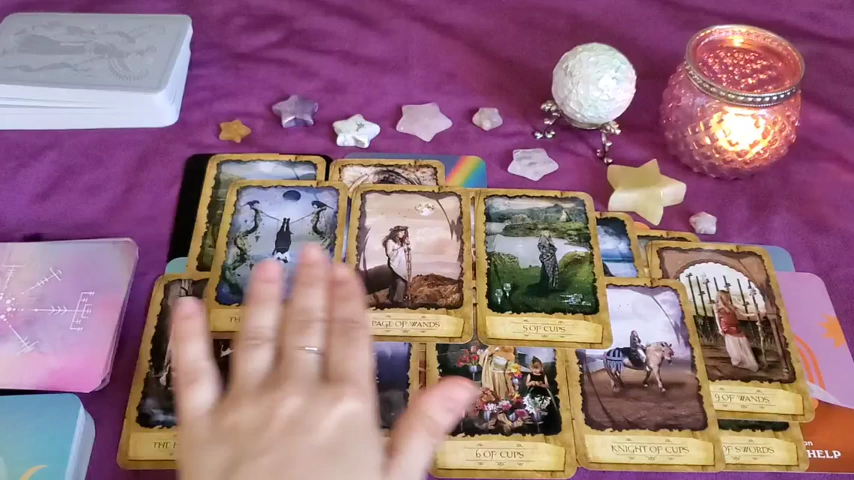 PAGE OF WANDS
5 OF CUPS
9 OF WANDS
6 OF CUPS
KNIGHT OF CUPS
OF SWORDS
HELP